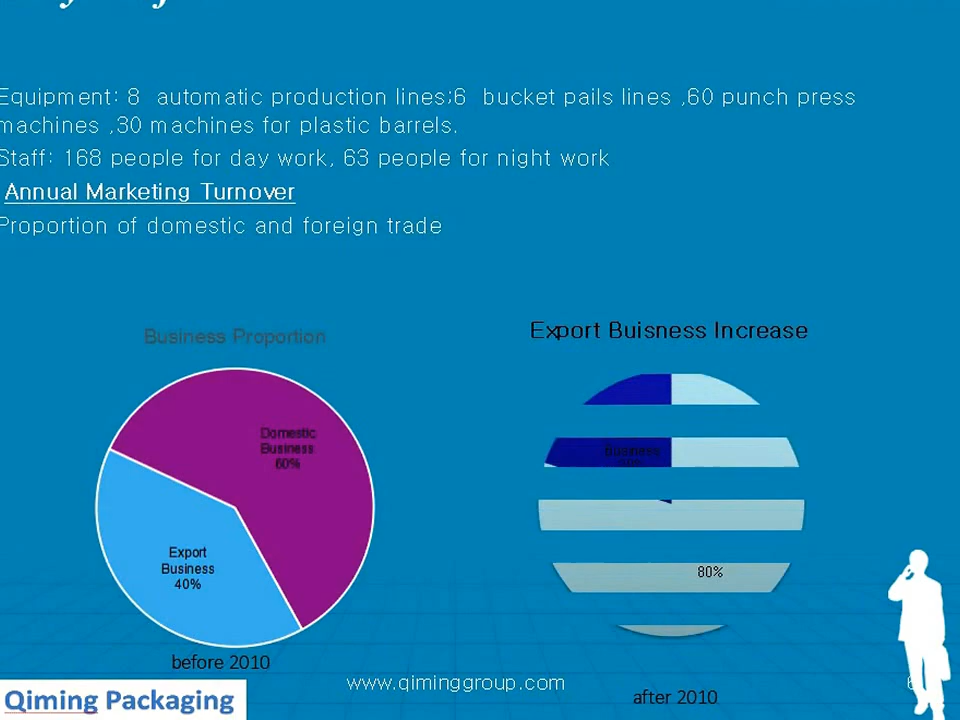 Equipment: 8 automatic production lines;6 bucket pails lines ,60 punch press
machines ,30 machines for plastic barrels.
Staff: 168 people for day work, 63 people for night work
Annual Marketing Turnover
Proportion of domestic and foreign trade
Business Proportion
Export Buisness Increase
Domestic
Business
60%
Export
Business
40%
Business
80%
before 2010
www.qiminggroup.com
6
after 2010
Qiming Packaging